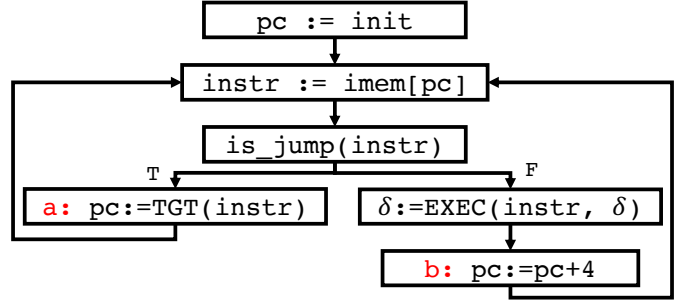 pc := init
instr := imem[pc]
is_jump(instr)
T
F
a: pc:=TGT(instr)
δ:=EXEC(instr, δ)
b: pc:=pc+4